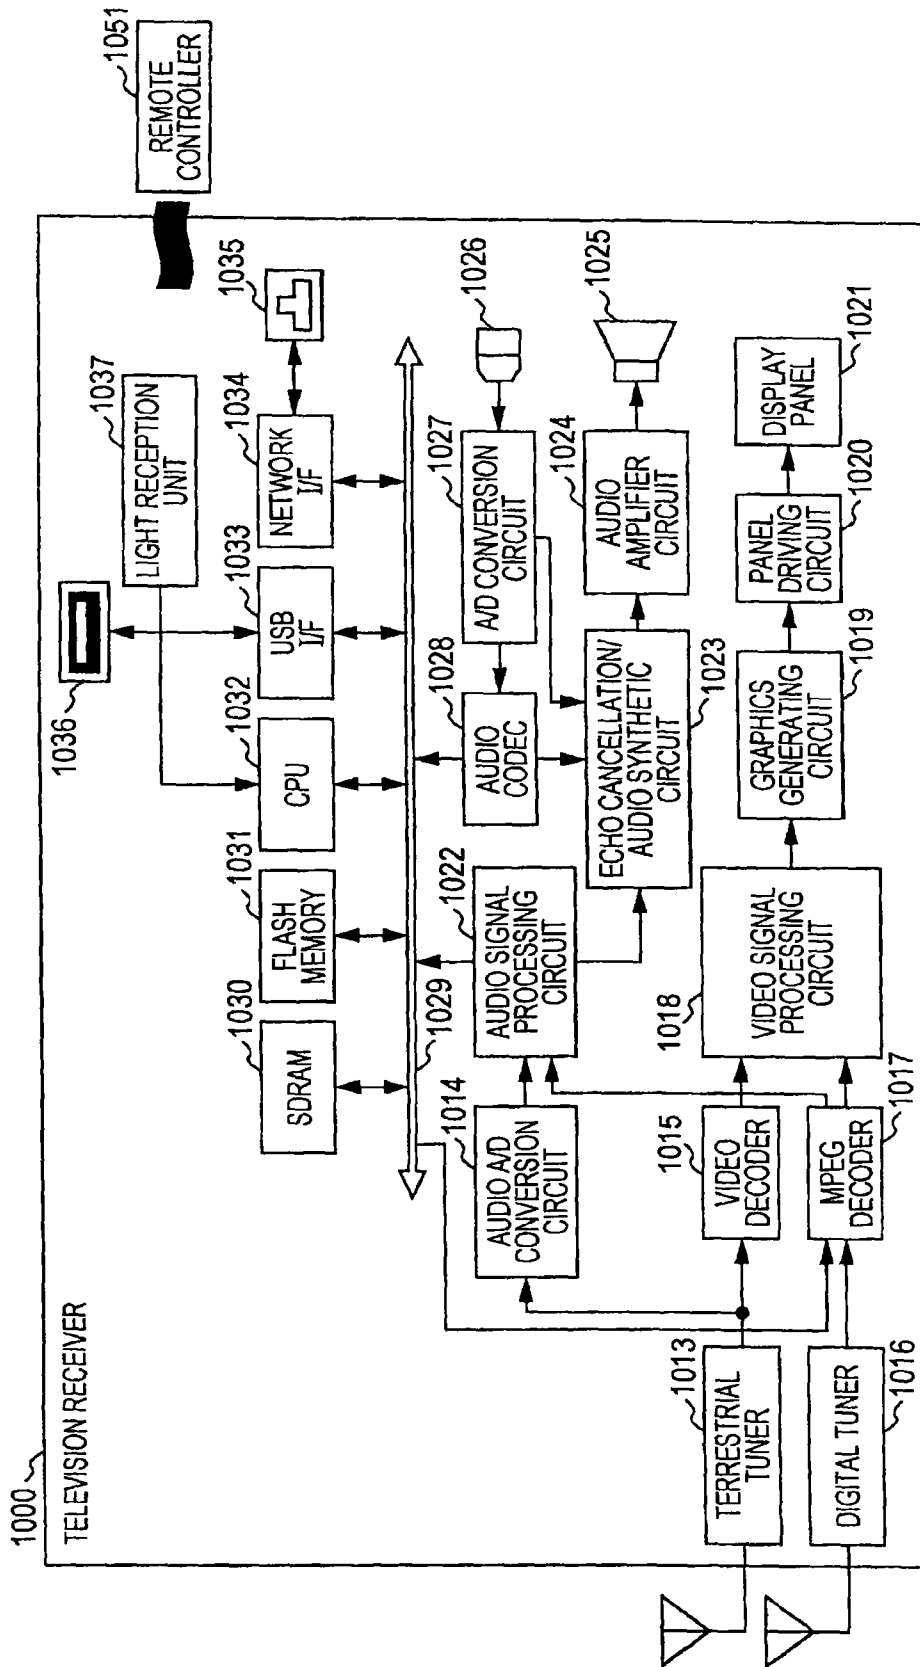 1000
TELEVISION RECEIVER
1051
REMOTE
CONTROLLER
1036
1037
LIGHT RECEPTION
UNIT
1035
1030
SDRAM
1031
FLASH
MEMORY
1032
CPU
1033
USB
I/F
1034
NETWORK
I/F
1029
1014
AUDIO A/D
CONVERSION
CIRCUIT
1022
AUDIO SIGNAL
PROCESSING
CIRCUIT
1028
AUDIO
CODEC
1027
A/D CONVERSION
CIRCUIT
1026
ECHO CANCELLATION/
AUDIO SYNTHETIC
CIRCUIT
1023
1024
AUDIO
AMPLIFIER
CIRCUIT
1025
1013
TERRESTRIAL
TUNER
1015
VIDEO
DECODER
1018
VIDEO SIGNAL
PROCESSING
CIRCUIT
GRAPHICS
GENERATING
CIRCUIT
1019
PANEL
DRIVING
CIRCUIT
1020
DISPLAY
PANEL
1021
DIGITAL TUNER
1016
MPEG
DECODER
1017